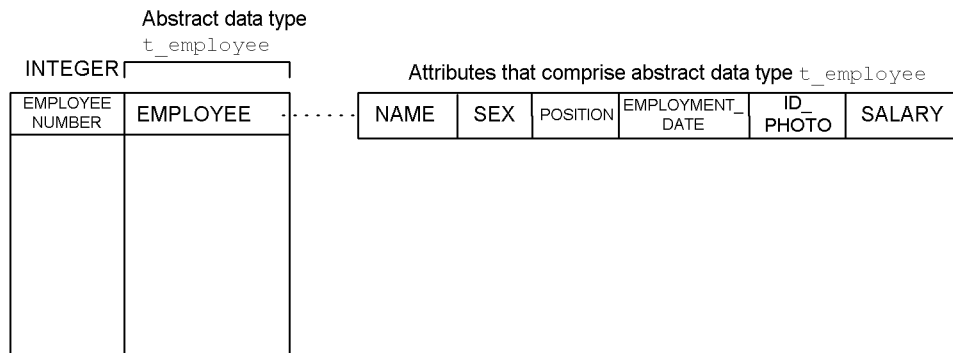 Abstract data type
t_employee
INTEGER
Attributes that comprise abstract data type t_employee
EMPLOYEE
NUMBER
EMPLOYEE
NAME
SEX
POSITION
EMPLOYMENT_
DATE
ID_
PHOTO
SALARY